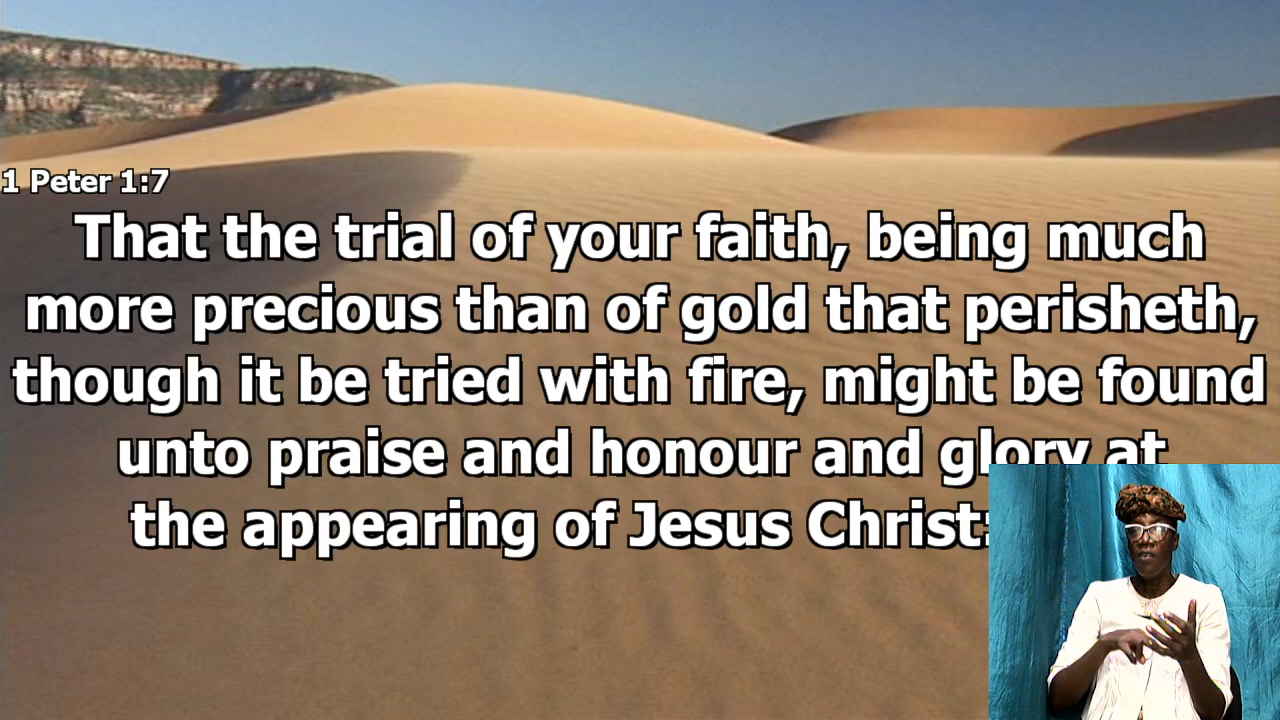 1 Peter 1:7
That the trial of your faith, being much
more precious than of gold that perisheth,
though it be tried with fire, might be found
unto praise and honour and glory at
the appearing of Jesus Christ: